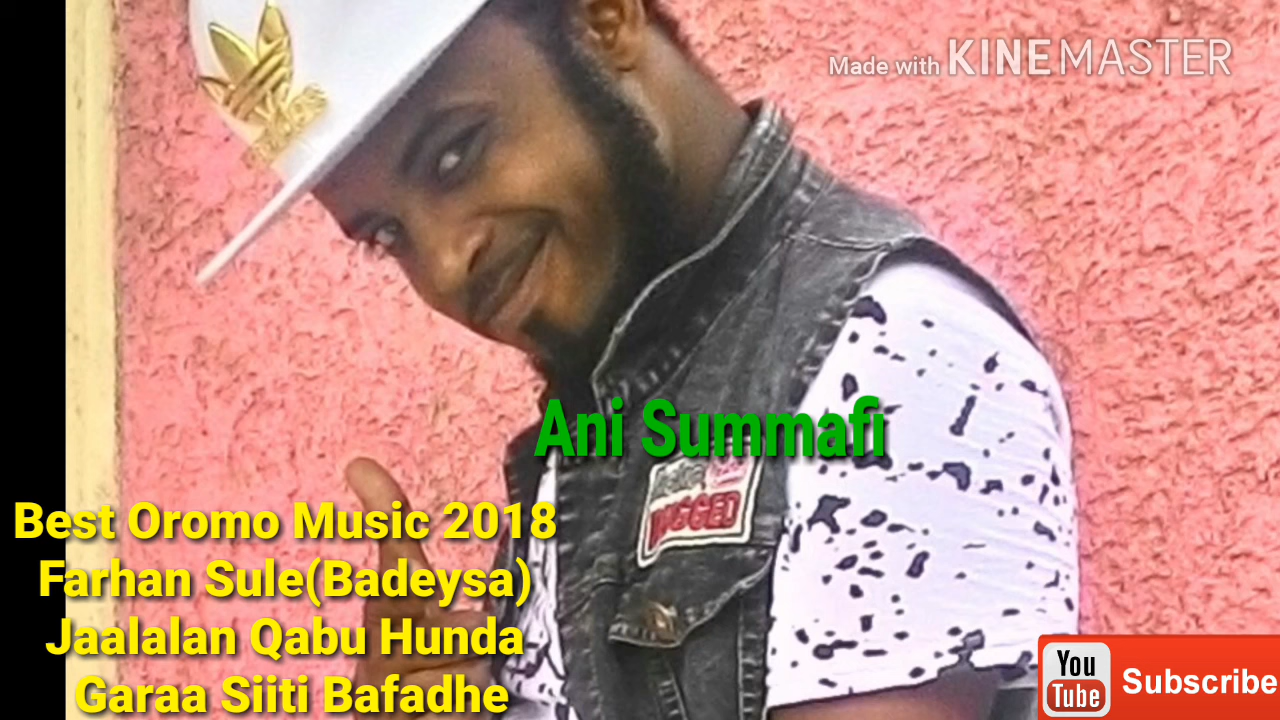 Made with KINEMASTER
Ani Summafi
RUGGED
Best Oromo Music 2018
Farhan Sule(Badeysa)
Jaalalan Qabu Hunda
Garaa Siiti Bafadhe
You
Tube
Subscribe